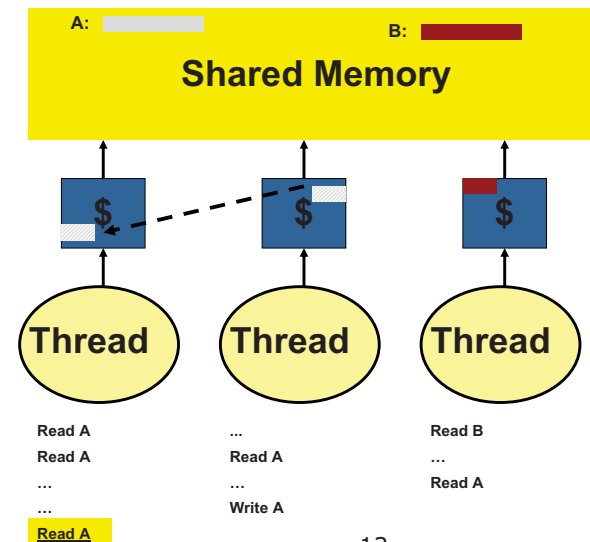 A:
B:
Shared Memory
$
$
$
Thread
Thread
Thread
Read A
Read A
…
…
Read A
...
Read A
…
Write A
Read B
…
Read A